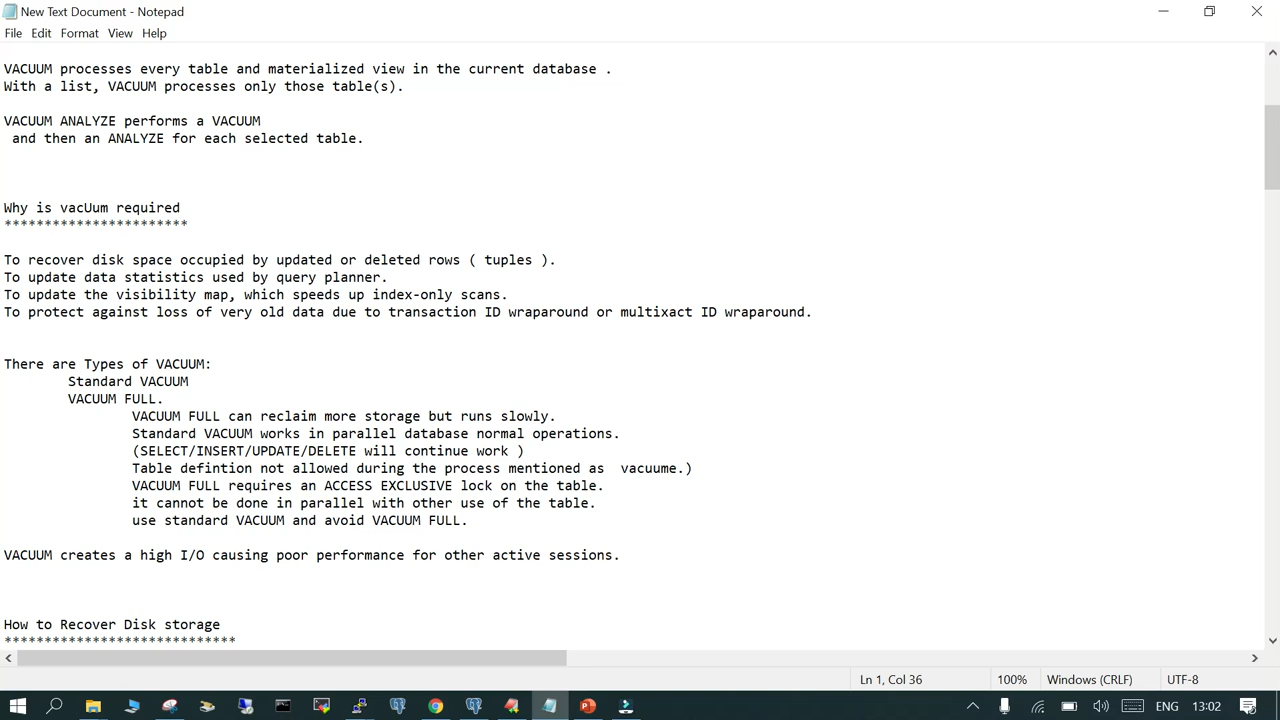 New Text Document - Notepad
File Edit Format View Help
VACUUM processes every table and materialized view in the current database .
With a list, VACUUM processes only those table(s).
VACUUM ANALYZE performs a VACUUM
and then an ANALYZE for each selected table.
Why is vacUum required
***********************
To recover disk space occupied by updated or deleted rows ( tuples ).
To update data statistics used by query planner.
To update the visibility map, which speeds up index-only scans.
To protect against loss of very old data due to transaction ID wraparound or multixact ID wraparound.
There are Types of VACUUM:
Standard VACUUM
VACUUM FULL.
VACUUM FULL can reclaim more storage but runs slowly.
Standard VACUUM works in parallel database normal operations.
(SELECT/INSERT/UPDATE/DELETE will continue work )
Table defintion not allowed during the process mentioned as  vacuume.)
VACUUM FULL requires an ACCESS EXCLUSIVE lock on the table.
it cannot be done in parallel with other use of the table.
use standard VACUUM and avoid VACUUM FULL.
VACUUM creates a high I/O causing poor performance for other active sessions.
How to Recover Disk storage
*****************************
Ln 1, Col 36 100% Windows (CRLF) UTF-8
ENG 13:02